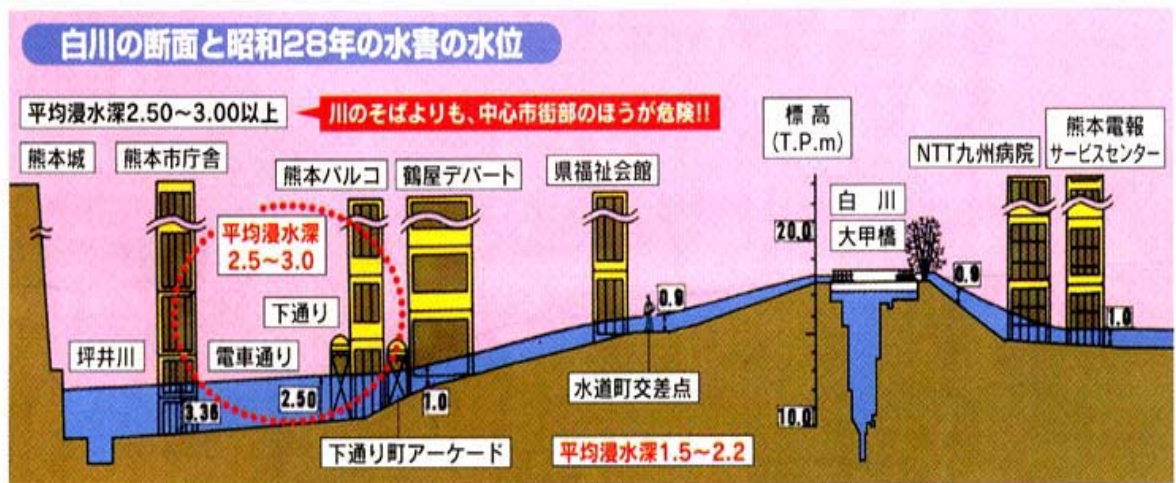 白川の断面と昭和28年の水害の水位
平均浸水深2.50～3.00以上
川のそばよりも、中心市街部のほうが危険!!
標高
(T.P.m)
熊本城
熊本市庁舎
熊本パルコ
鶴屋デパート
県福祉会館
NTT九州病院
熊本電報
サービスセンター
白川
大甲橋
20.0
平均浸水深
2.5～3.0
下通り
0.9
0.9
1.0
坪井川
電車通り
水道町交差点
3.36
2.50
1.0
10.0
下通り町アーケード
平均浸水深1.5～2.2